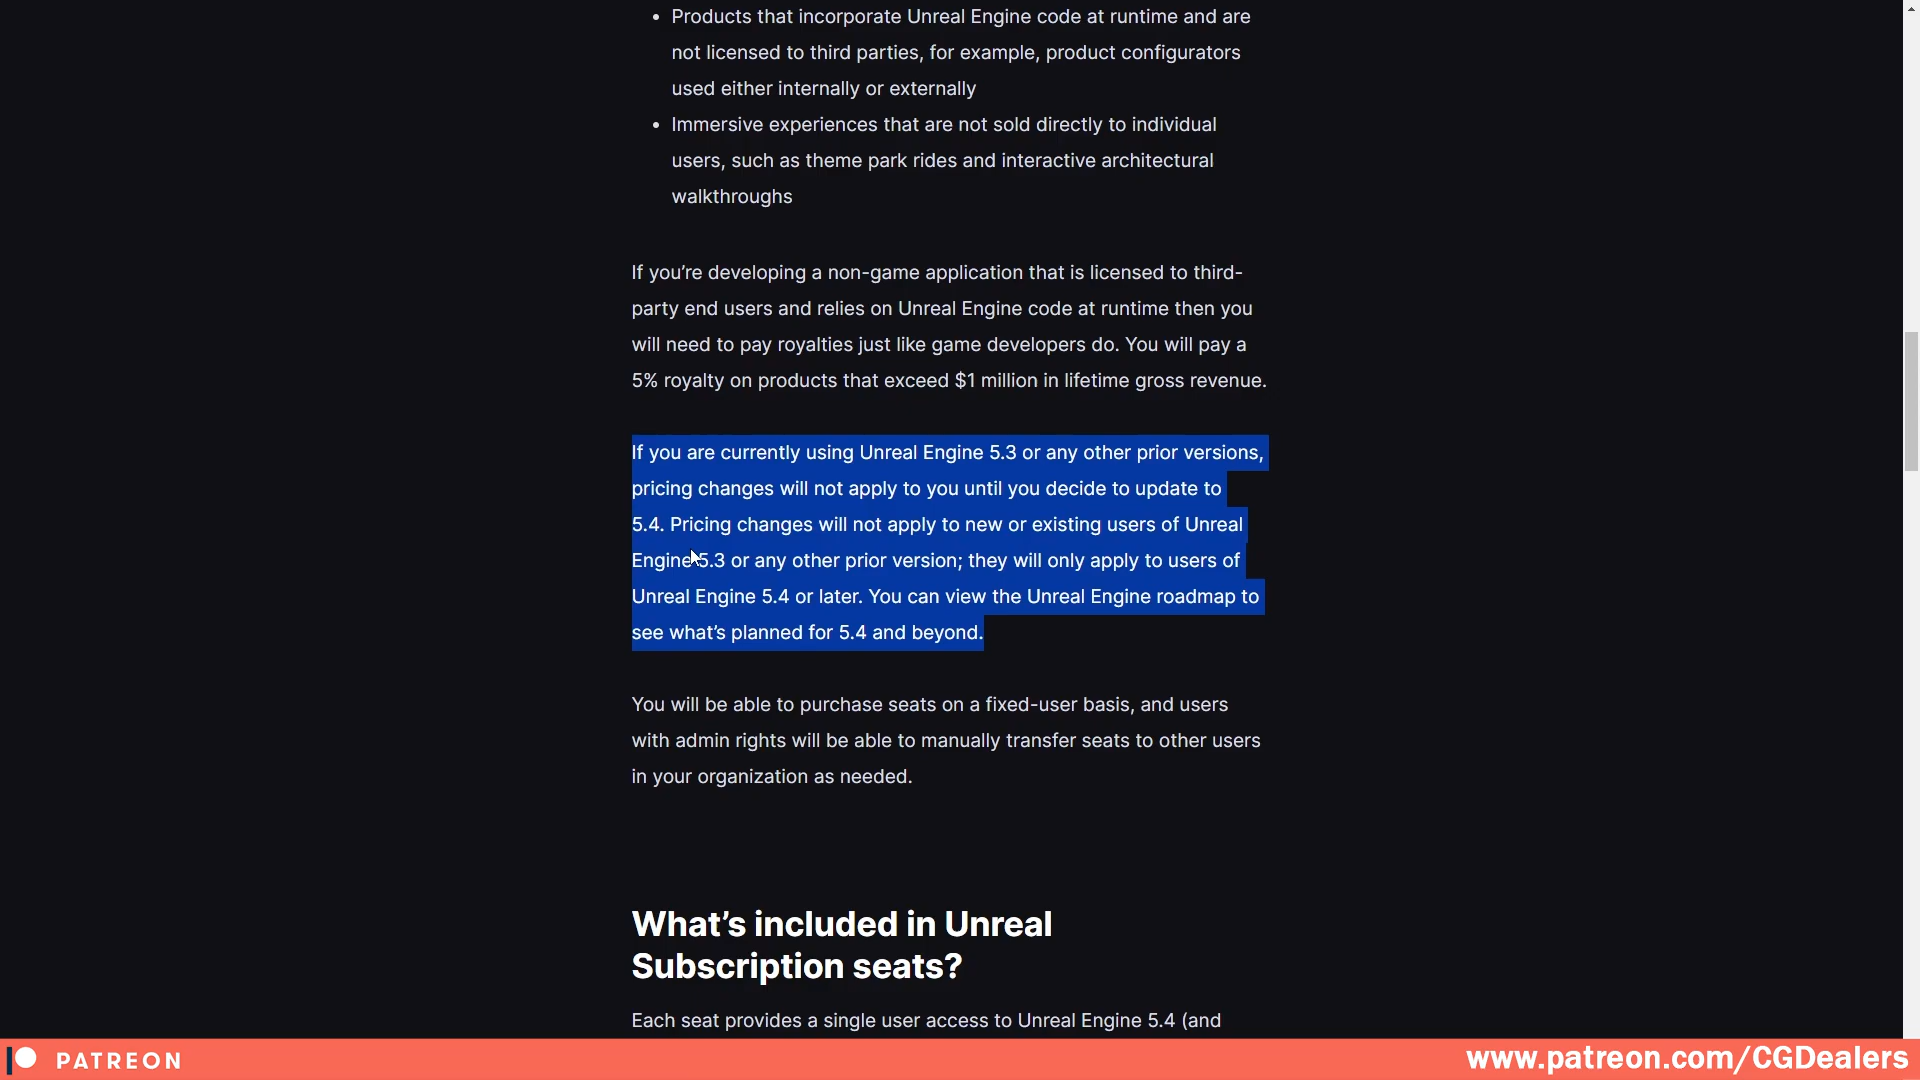 • Products that incorporate Unreal Engine code at runtime and are
not licensed to third parties, for example, product configurators
used either internally or externally
• Immersive experiences that are not sold directly to individual
users, such as theme park rides and interactive architectural
walkthroughs
If you’re developing a non-game application that is licensed to third-
party end users and relies on Unreal Engine code at runtime then you
will need to pay royalties just like game developers do. You will pay a
5% royalty on products that exceed $1 million in lifetime gross revenue.
If you are currently using Unreal Engine 5.3 or any other prior versions,
pricing changes will not apply to you until you decide to update to
5.4. Pricing changes will not apply to new or existing users of Unreal
Engine 5.3 or any other prior version; they will only apply to users of
Unreal Engine 5.4 or later. You can view the Unreal Engine roadmap to
see what’s planned for 5.4 and beyond.
You will be able to purchase seats on a fixed-user basis, and users
with admin rights will be able to manually transfer seats to other users
in your organization as needed.
What’s included in Unreal
Subscription seats?
Each seat provides a single user access to Unreal Engine 5.4 (and
PATREON
www.patreon.com/CGDealers